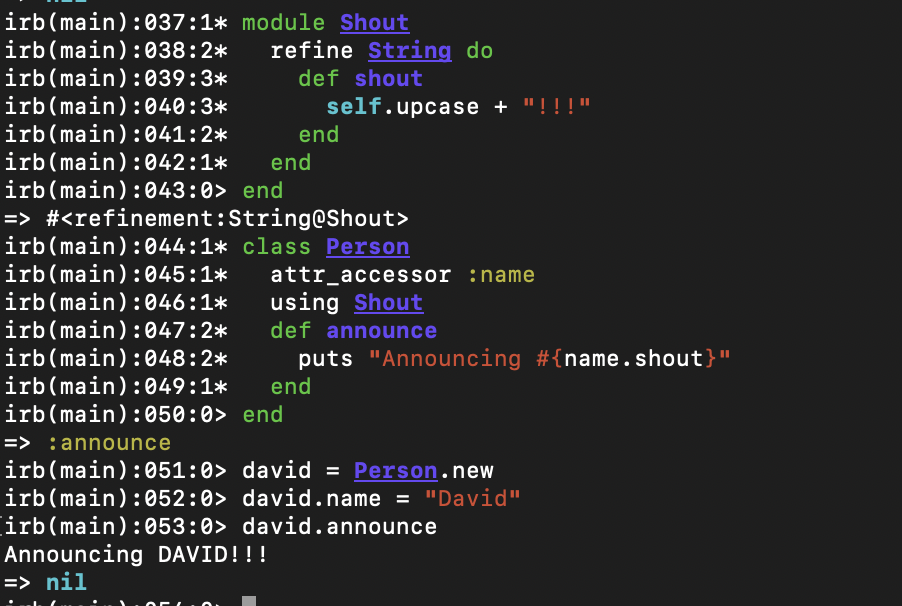 => nil
irb(main):037:1* module Shout
irb(main):038:2*   refine String do
irb(main):039:3*     def shout
irb(main):040:3*       self.upcase + "!!!"
irb(main):041:2*     end
irb(main):042:1*   end
irb(main):043:0> end
=> #<refinement:String@Shout>
irb(main):044:1* class Person
irb(main):045:1*   attr_accessor :name
irb(main):046:1*   using Shout
irb(main):047:2*   def announce
irb(main):048:2*     puts "Announcing #{name.shout}"
irb(main):049:1*   end
irb(main):050:0> end
=> :announce
irb(main):051:0> david = Person.new
irb(main):052:0> david.name = "David"
irb(main):053:0> david.announce
Announcing DAVID!!!
=> nil
irb(main):054:0>